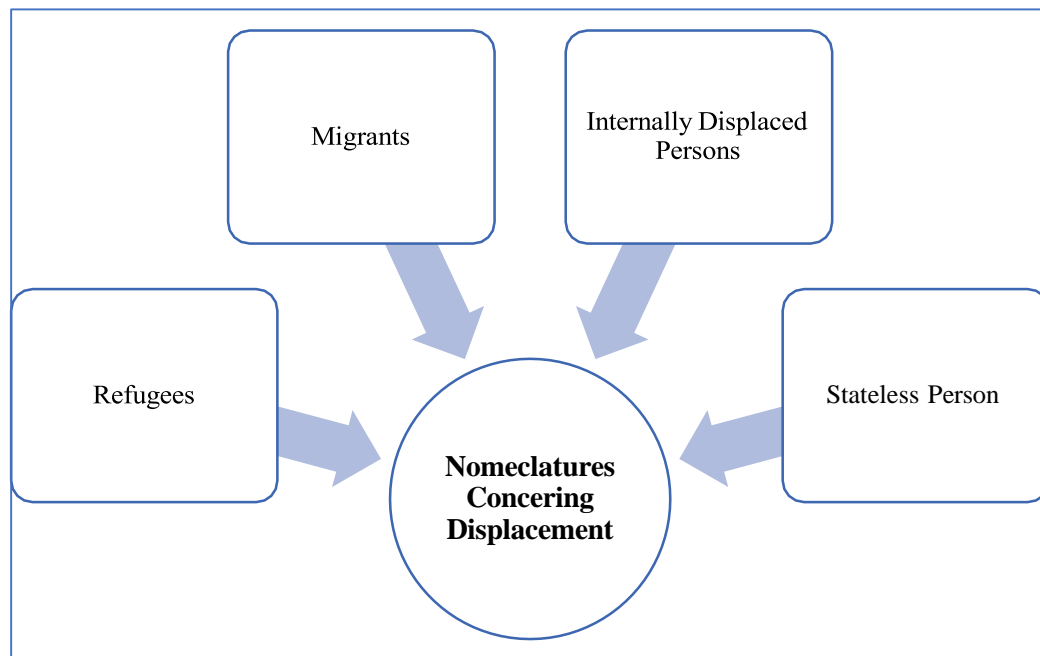 Migrants
Internally Displaced
Persons
Refugees
Stateless Person
Nomeclatures
Concering
Displacement